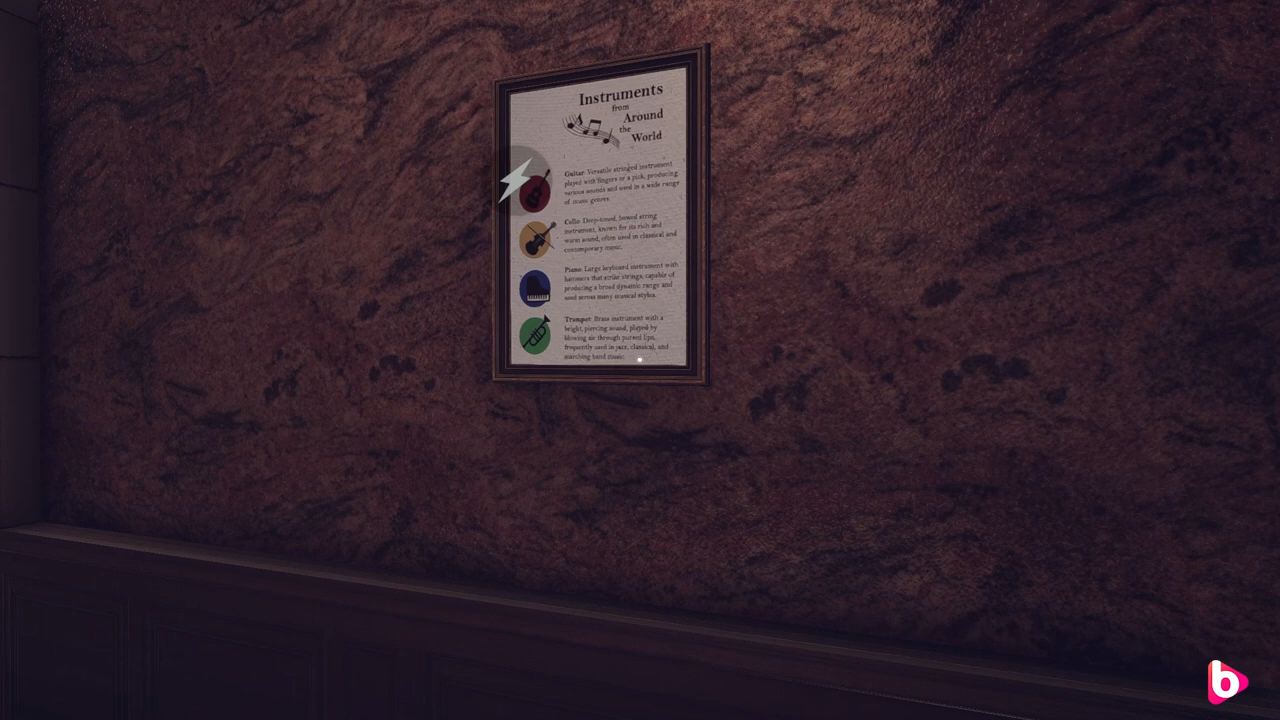 Instruments
from
Around
the
World
Guitar: Versatile stringed instrument
played with fingers or a pick, producing
various sounds and used in a wide range
of music genres.
Cello: Deep-toned, bowed string
instrument, known for its rich and
warm sound, often used in classical and
contemporary music.
Piano: Large keyboard instrument with
hammers that strike strings, capable of
producing a broad dynamic range and
used across many musical styles.
Trumpet: Brass instrument with a
bright, piercing sound, played by
blowing air through pursed lips,
frequently used in jazz, classical, and
marching band music.
b